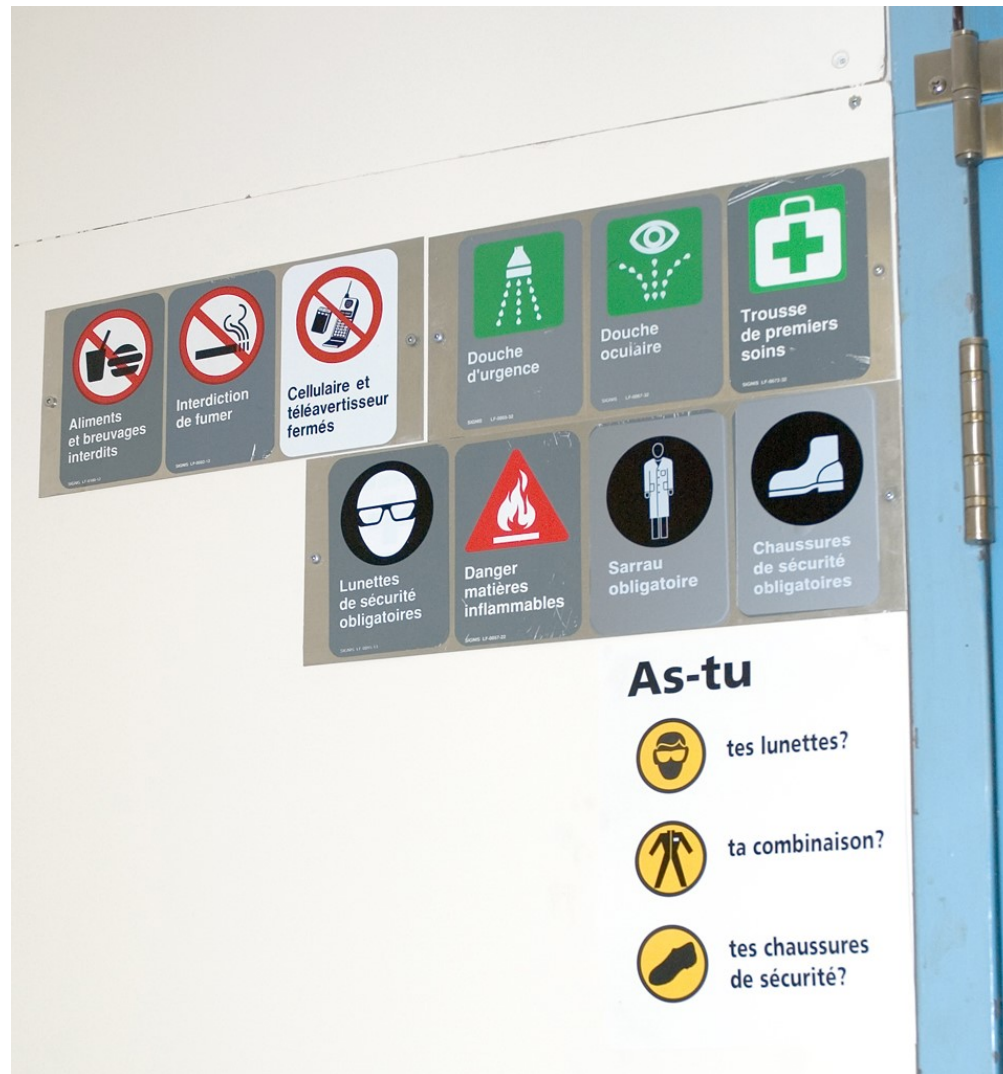 Aliments
et breuvages
interdits
Interdiction
de fumer
Cellulaire et
téléavertisseur
fermés
Douche
d'urgence
Douche
oculaire
Trousse
de premiers
soins
Lunettes
de sécurité
obligatoires
Danger
matières
inflammables
Sarrau
obligatoire
Chaussures
de sécurité
obligatoires
As-tu
tes lunettes?
ta combinaison?
tes chaussures
de sécurité?